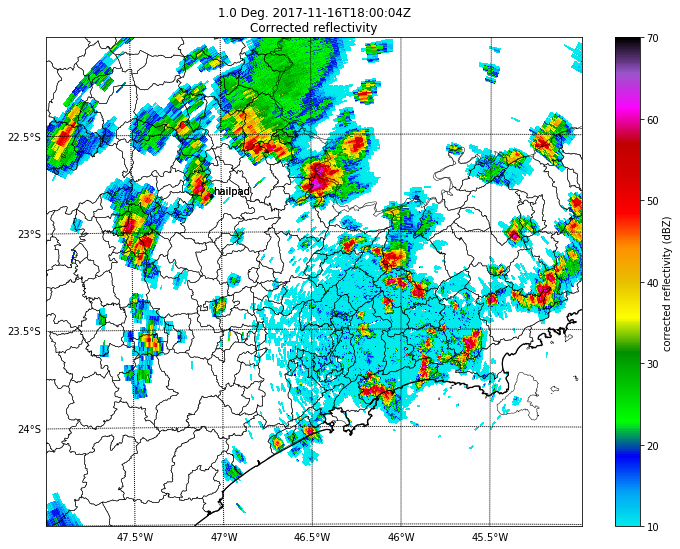 1.0 Deg. 2017-11-16T18:00:04Z
Corrected reflectivity
22.5°S
23°S
23.5°S
24°S
47.5°W
47°W
46.5°W
46°W
45.5°W
hailpad
70
60
50
40
30
20
10
corrected reflectivity (dBZ)